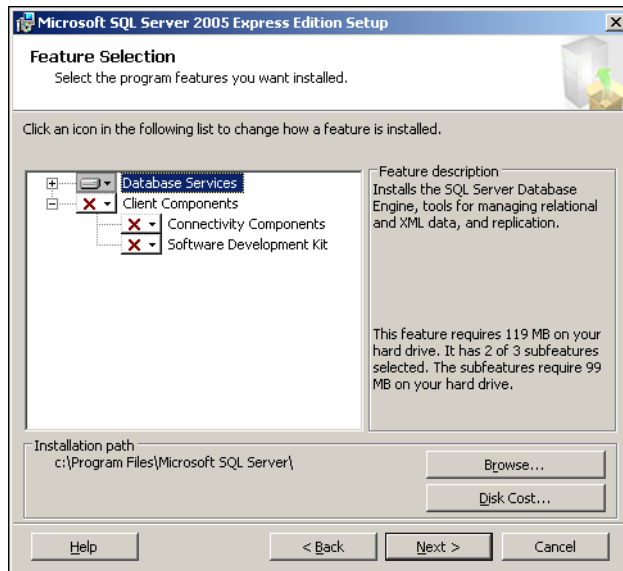 Microsoft SQL Server 2005 Express Edition Setup
Feature Selection
Select the program features you want installed.
Click an icon in the following list to change how a feature is installed.
Database Services
Client Components
Connectivity Components
Software Development Kit
Feature description
Installs the SQL Server Database
Engine, tools for managing relational
and XML data, and replication.
This feature requires 119 MB on your
hard drive. It has 2 of 3 subfeatures
selected. The subfeatures require 99
MB on your hard drive.
Installation path
c:\Program Files\Microsoft SQL Server\
Browse...
Disk Cost...
Help
< Back
Next >
Cancel